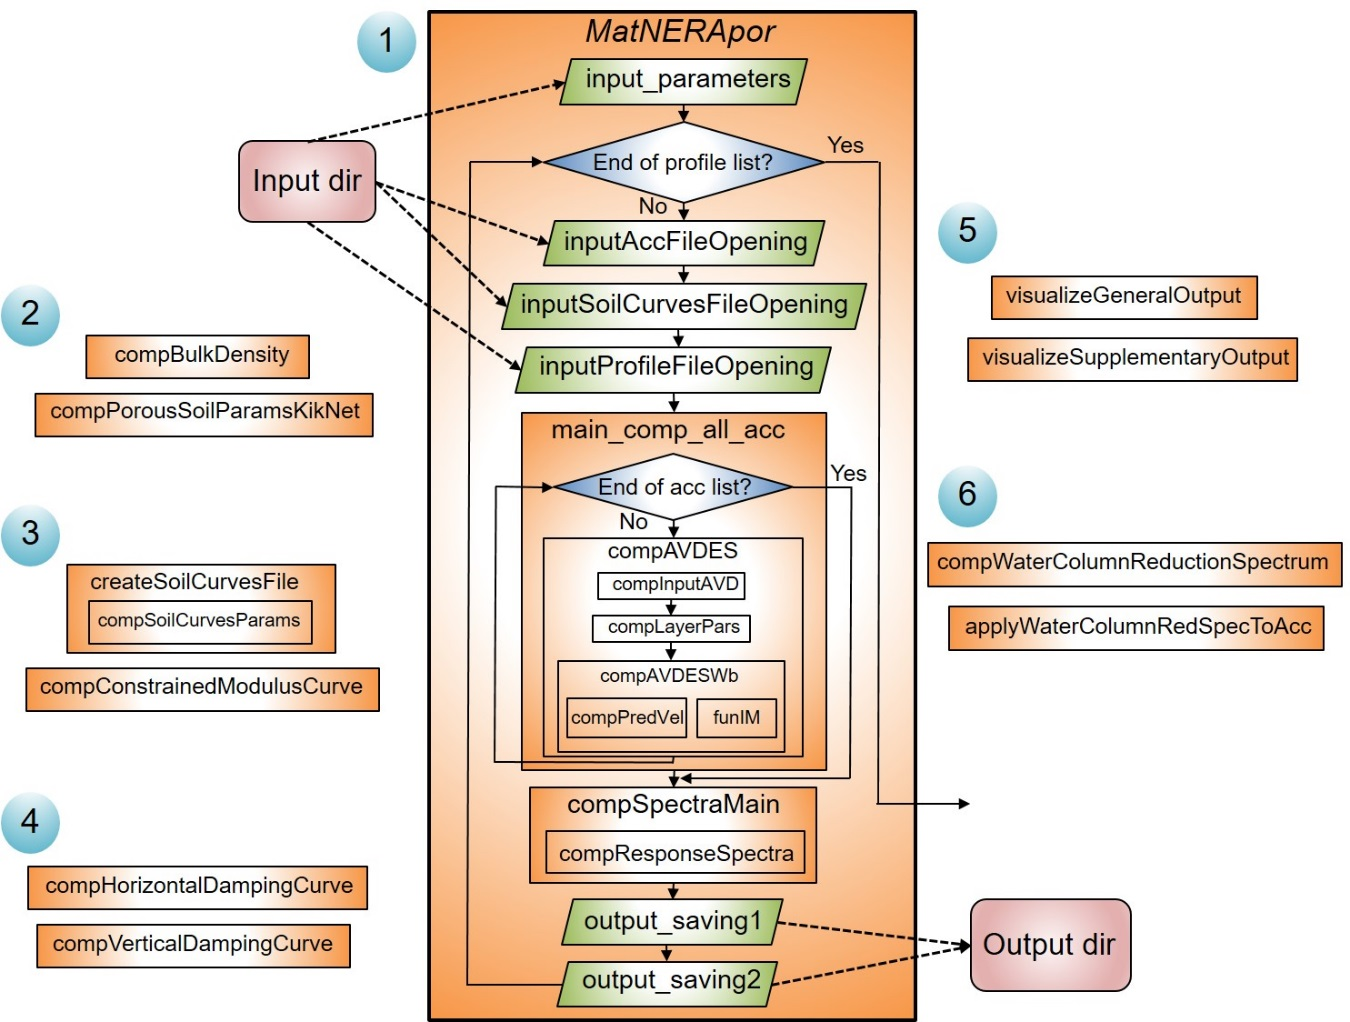 1
MatNERApor
input_parameters
End of profile list?
Yes
No
Input dir
inputAccFileOpening
inputSoilCurvesFileOpening
inputProfileFileOpening
main_comp_all_acc
End of acc list?
Yes
No
compAVDES
compInputAVD
compLayerPars
compAVDESWb
compPredVel
funIM
compSpectraMain
compResponseSpectra
output_saving1
output_saving2
Output dir
2
compBulkDensity
compPorousSoilParamsKikNet
3
createSoilCurvesFile
compSoilCurvesParams
compConstrainedModulusCurve
4
compHorizontalDampingCurve
compVerticalDampingCurve
5
visualizeGeneralOutput
visualizeSupplementaryOutput
6
compWaterColumnReductionSpectrum
applyWaterColumnRedSpecToAcc